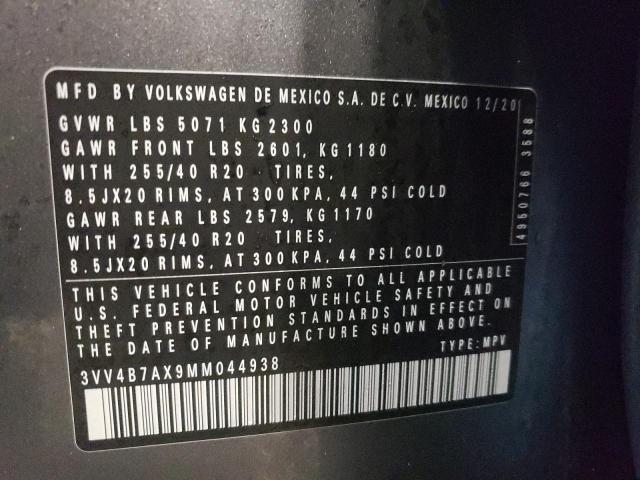 MFD BY VOLKSWAGEN DE MEXICO S.A. DE C.V. MEXICO 12/20
GVWR LBS 5071 KG 2300
GAWR FRONT LBS 2601, KG 1180
WITH 255/40 R20 TIRES,
8.5JX20 RIMS, AT 300 KPA, 44 PSI COLD
GAWR REAR LBS 2579, KG 1170
WITH 255/40 R20 TIRES,
8.5JX20 RIMS, AT 300 KPA, 44 PSI COLD
4950766 3588
THIS VEHICLE CONFORMS TO ALL APPLICABLE
U.S. FEDERAL MOTOR VEHICLE SAFETY AND
THEFT PREVENTION STANDARDS IN EFFECT ON
THE DATE OF MANUFACTURE SHOWN ABOVE.
TYPE: MPV
3VV4B7AX9MM044938